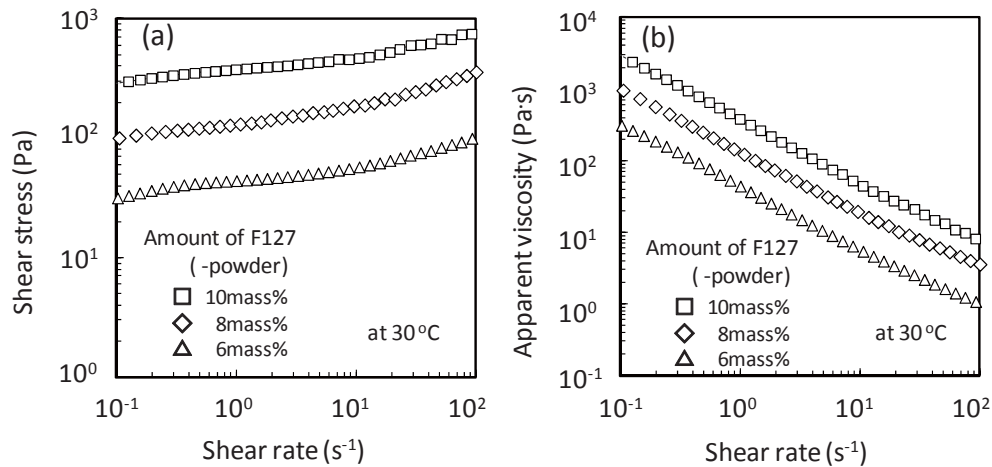 (a)
Shear stress (Pa)
10³
10²
10¹
10⁰
Amount of F127
( -powder)
10mass%
8mass%
6mass%
at 30 ºC
10⁻¹ 10⁰ 10¹ 10²
Shear rate (s⁻¹)
(b)
Apparent viscosity (Pa·s)
10⁴
10³
10²
10¹
10⁰
10⁻¹
Amount of F127
( -powder)
10mass%
8mass%
6mass%
at 30 ºC
10⁻¹ 10⁰ 10¹ 10²
Shear rate (s⁻¹)